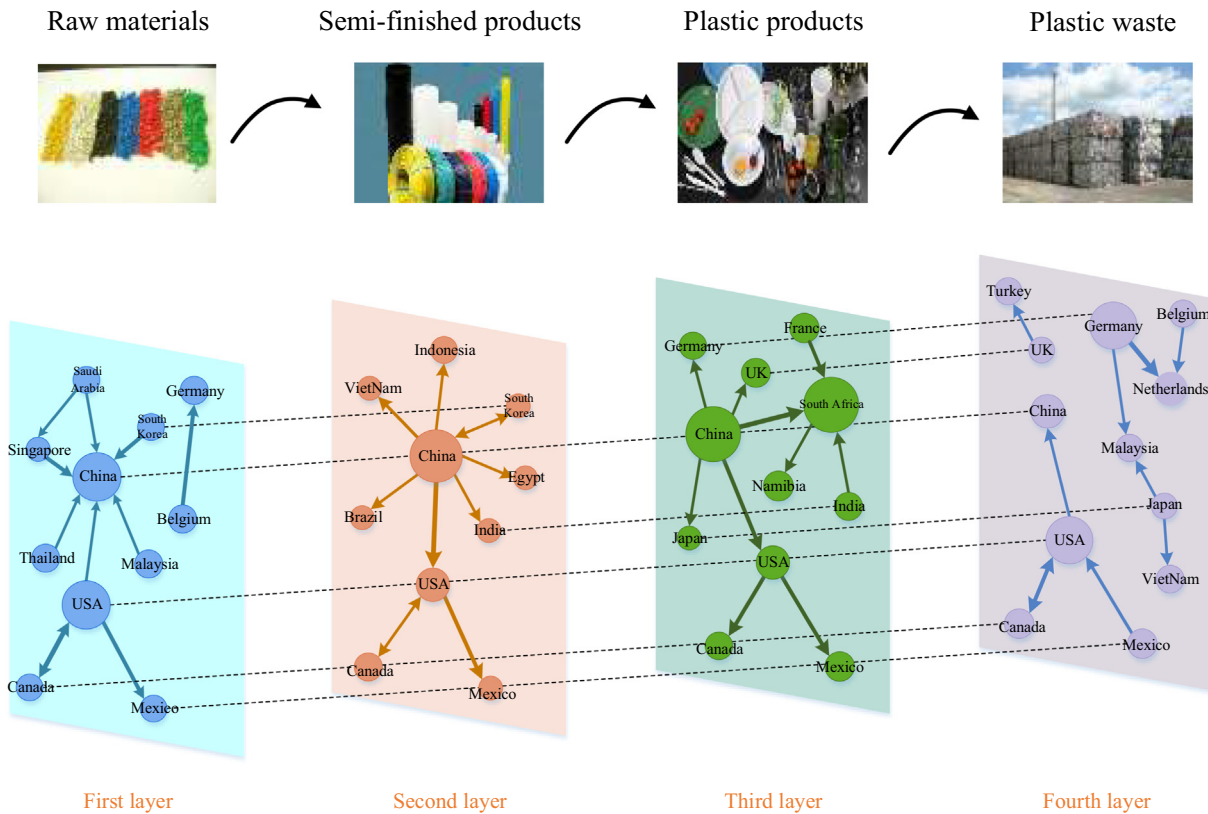 Raw materials
Semi-finished products
Plastic products
Plastic waste
Saudi
Arabia
Germany
South
Korea
Singapore
China
Belgium
Thailand
Malaysia
USA
Canada
Mexico
Indonesia
VietNam
South
Korea
China
Egypt
Brazil
India
USA
Canada
Mexico
France
Germany
UK
South Africa
China
Namibia
India
Japan
USA
Canada
Mexico
Turkey
Belgium
Germany
UK
Netherlands
China
Malaysia
Japan
USA
VietNam
Canada
Mexico
First layer
Second layer
Third layer
Fourth layer